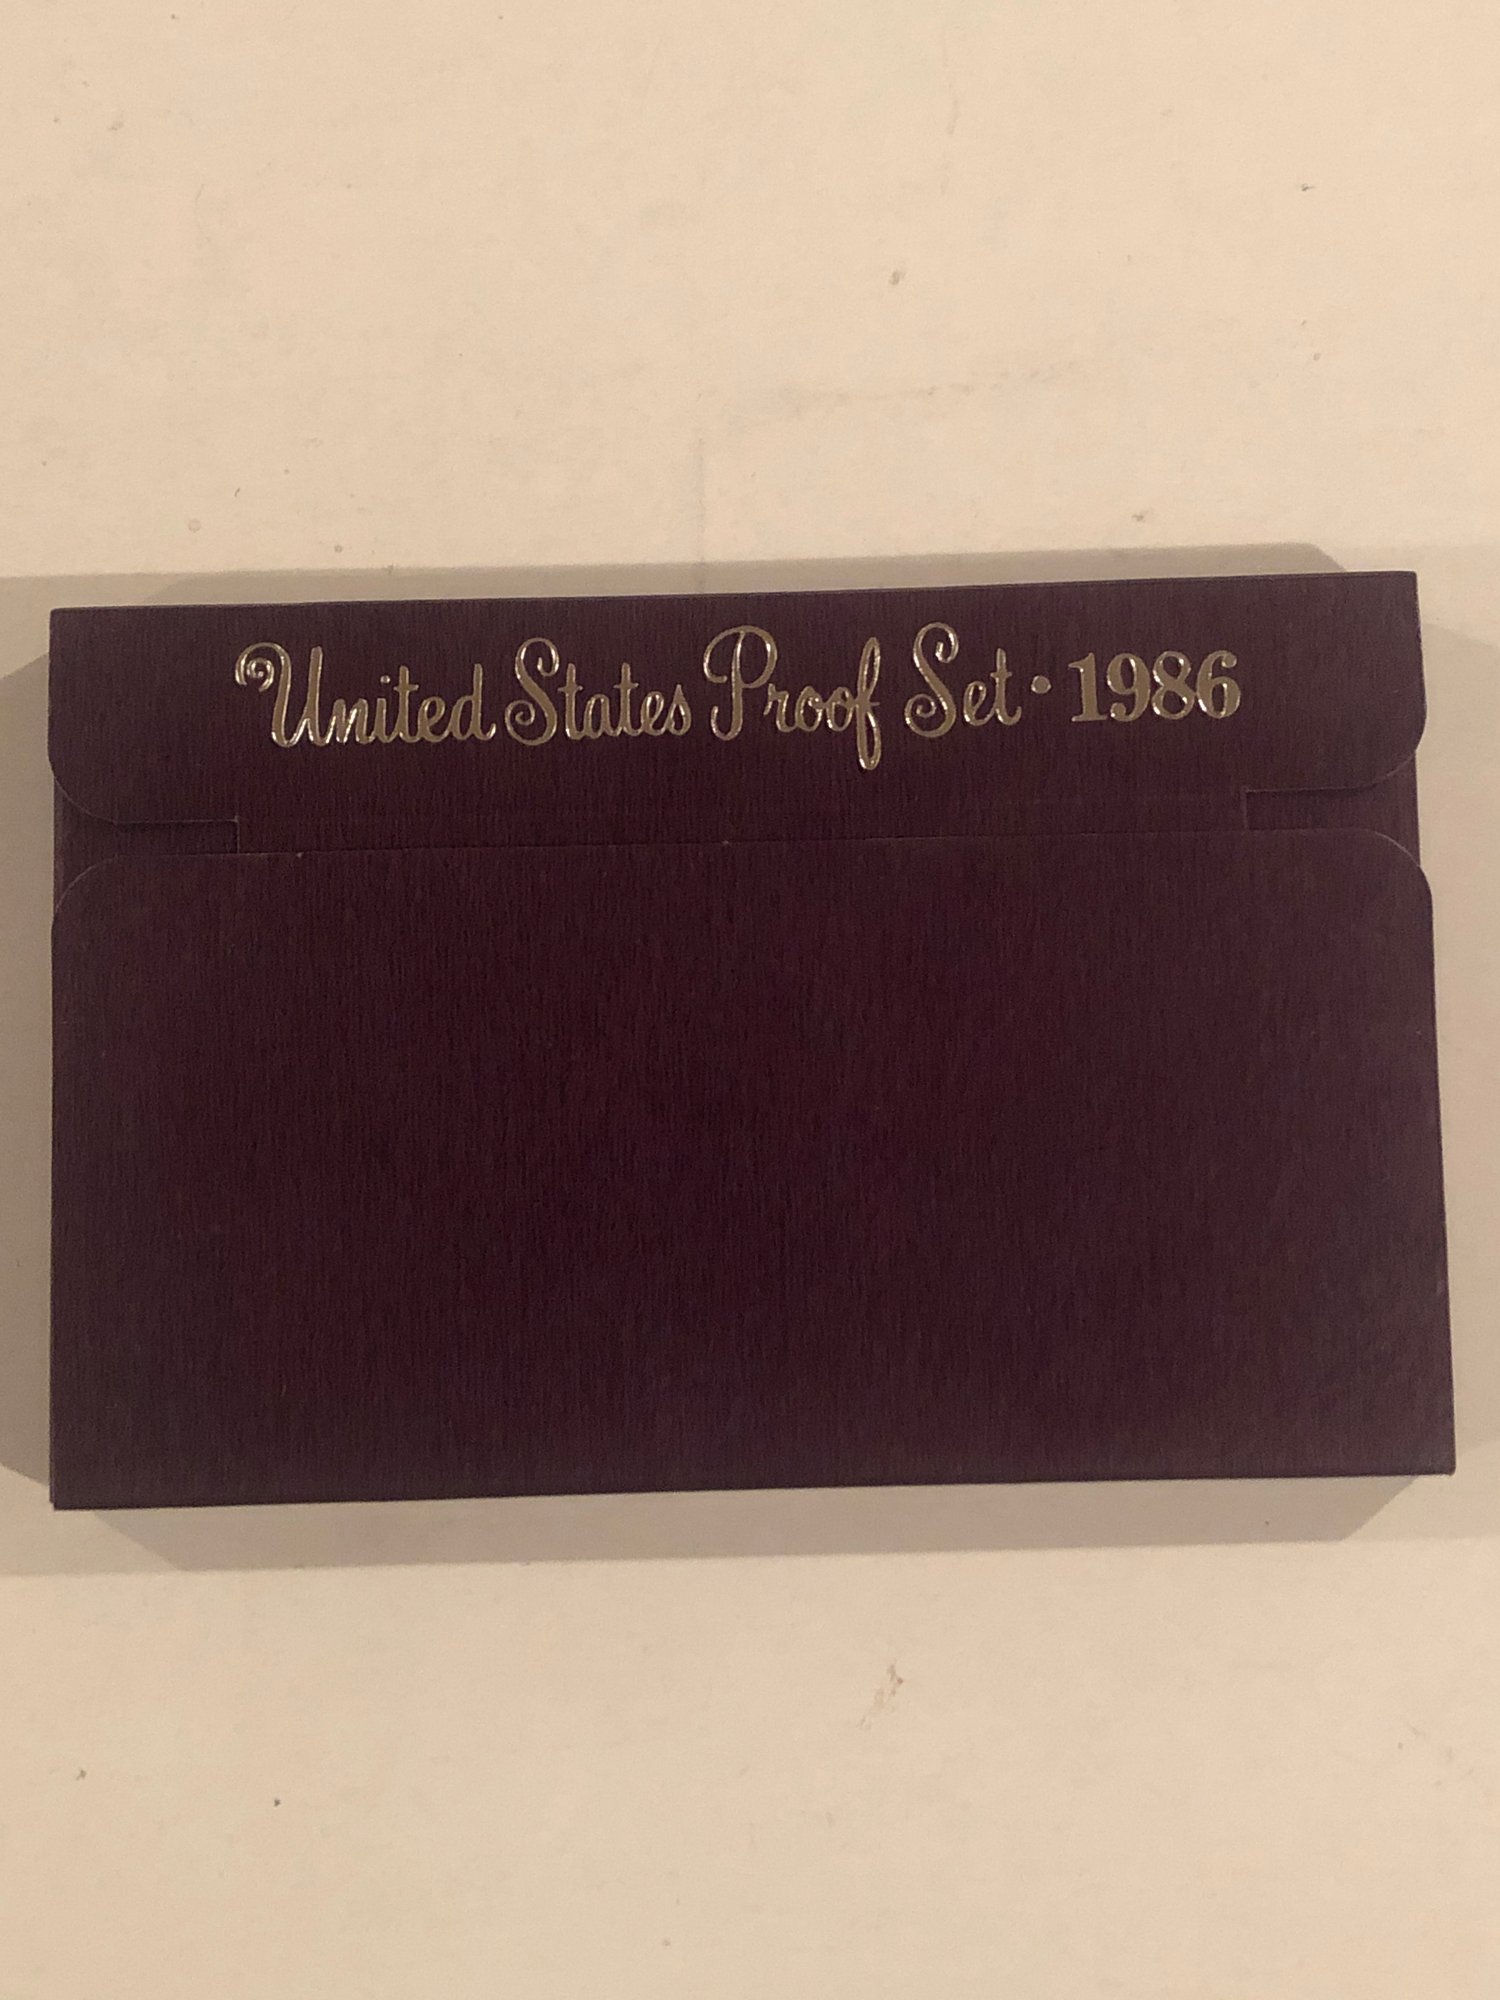 United States Proof Set • 1986